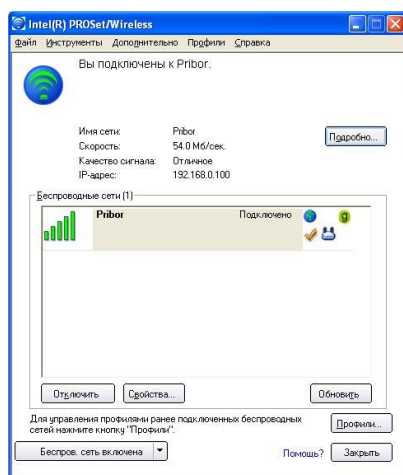 Intel(R) PROSet/Wireless
Файл Инструменты Дополнительно Профили Справка
Вы подключены к Pribor.
Имя сети: Pribor
Скорость: 54.0 Мб/сек.
Качество сигнала: Отличное
IP-адрес: 192.168.0.100
Подробно...
Беспроводные сети (1)
Pribor Подключено
g
Отключить Свойства... Обновить
Для управления профилями ранее подключенных беспроводных
сетей нажмите кнопку "Профили".
Профили...
Беспров. сеть включена Помощь? Закрыть